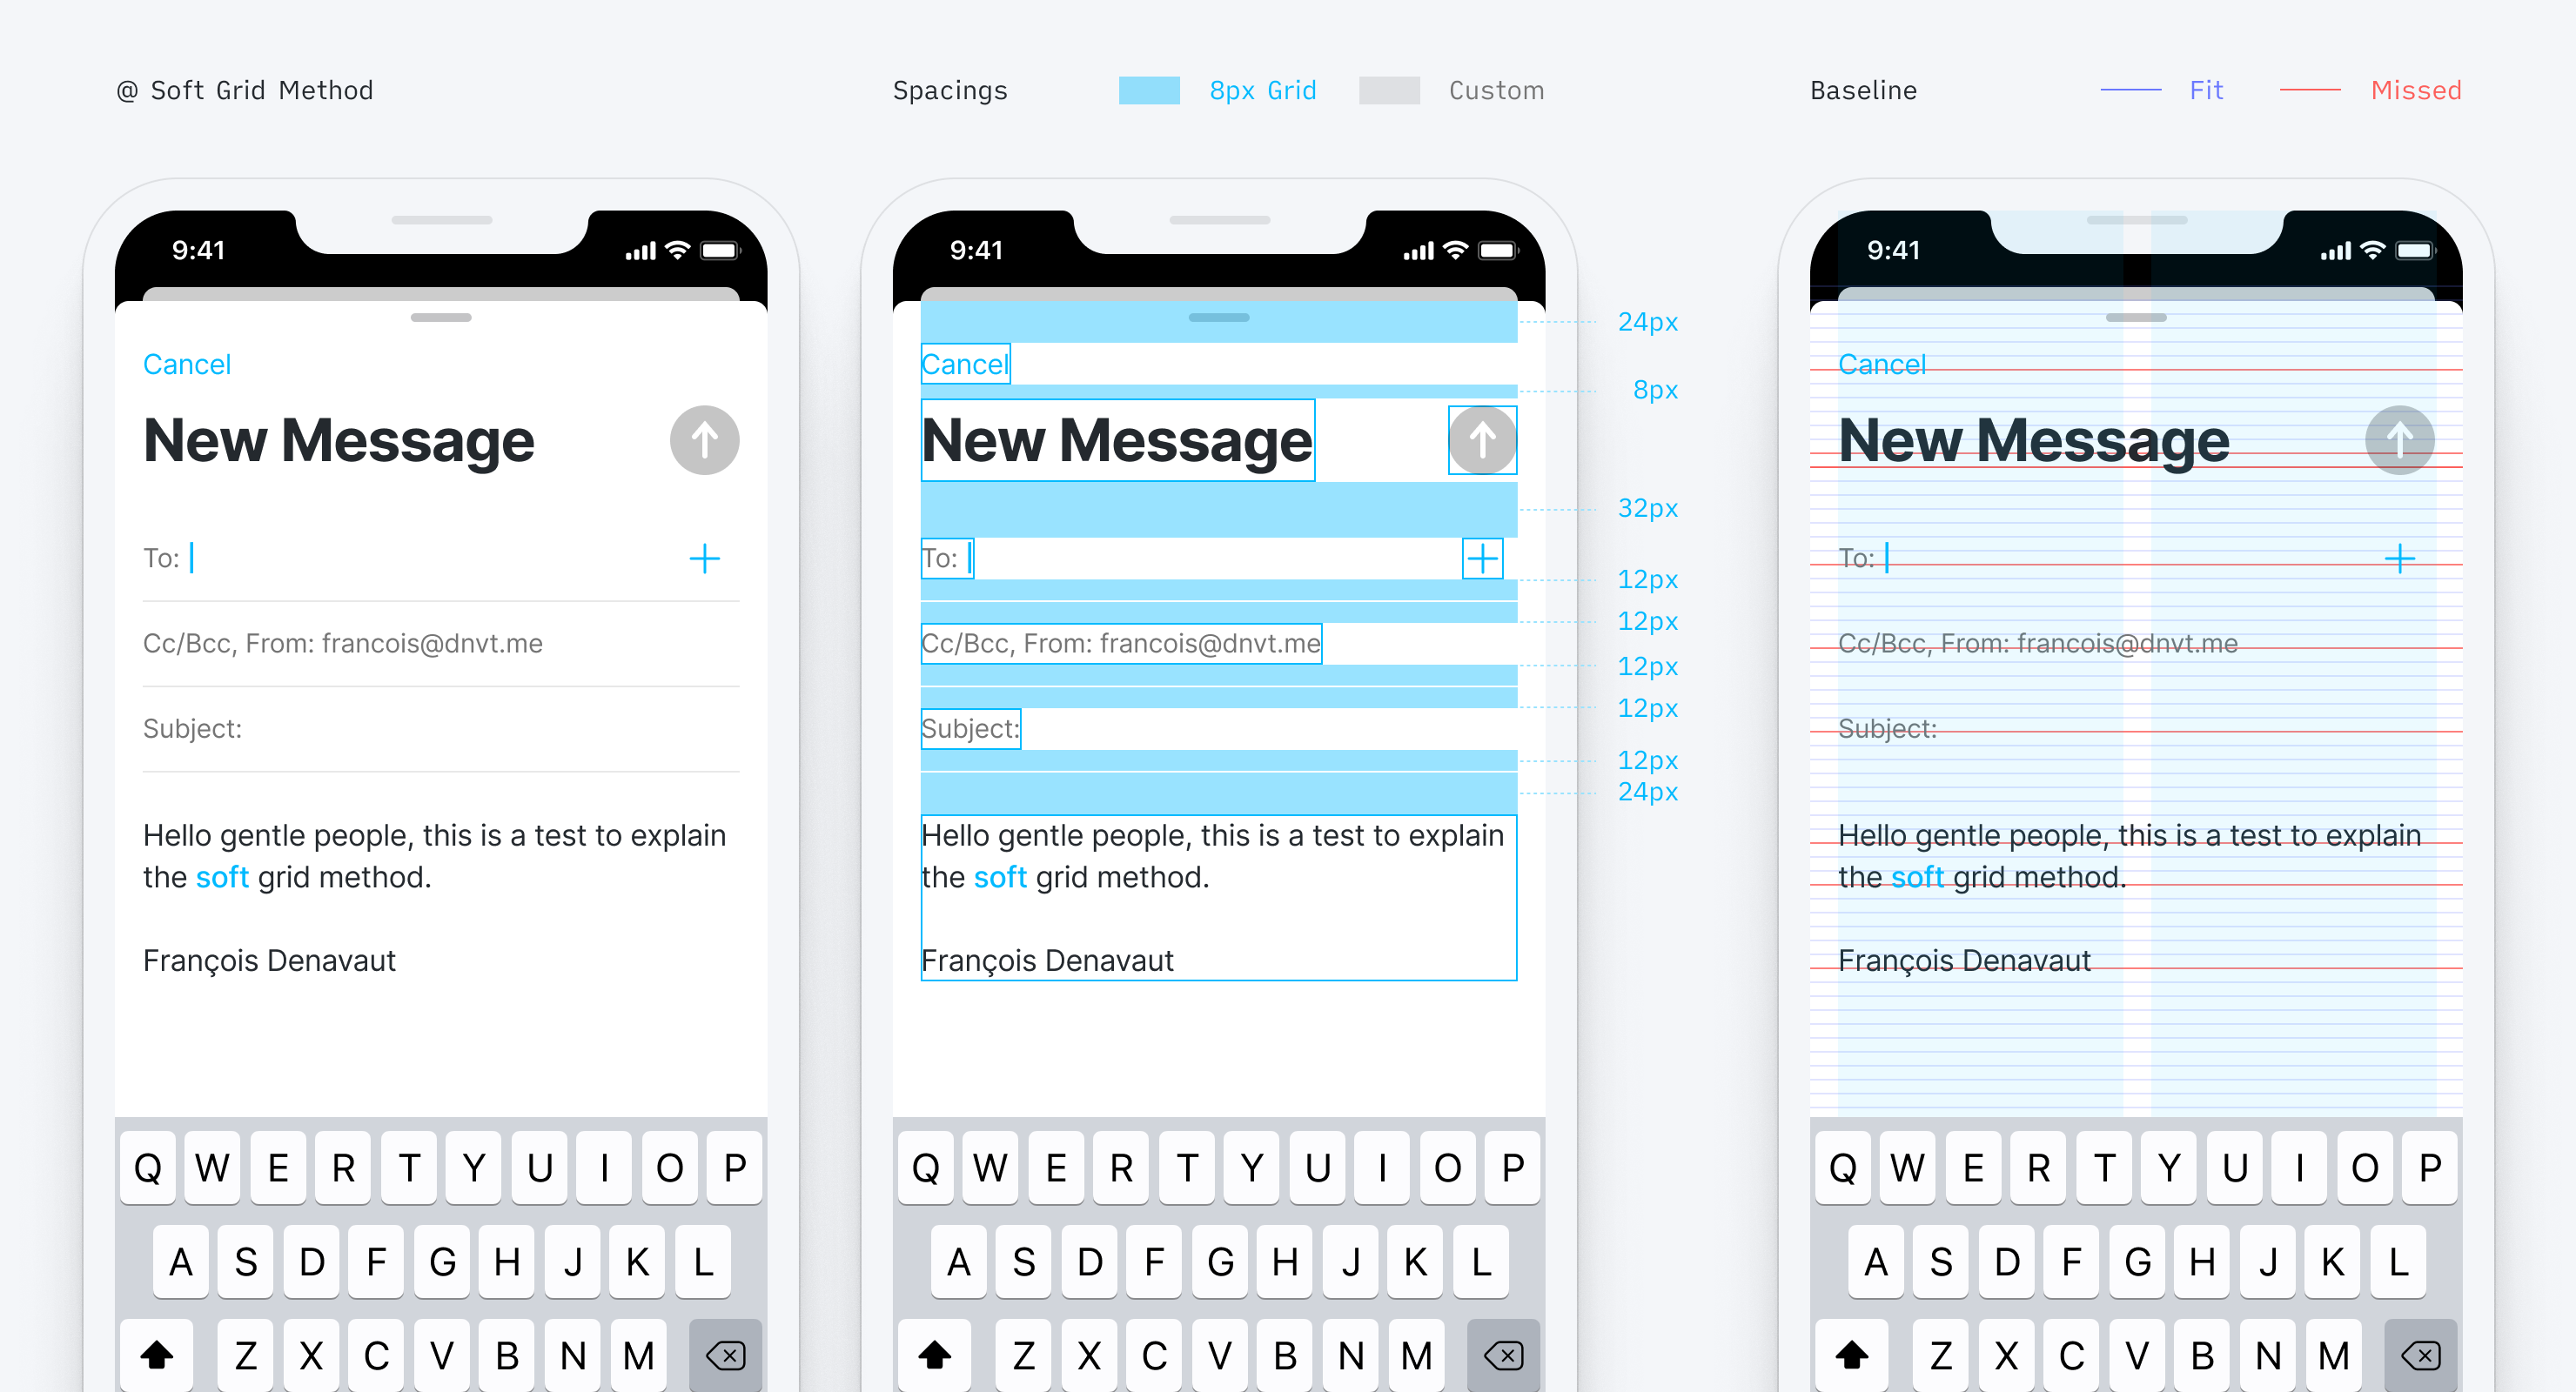 @ Soft Grid Method
Spacings 8px Grid Custom
Baseline Fit Missed
9:41
Cancel
New Message
To:
Cc/Bcc, From: francois@dnvt.me
Subject:
Hello gentle people, this is a test to explain
the soft grid method.
François Denavaut
Q W E R T Y U I O P
A S D F G H J K L
Z X C V B N M
9:41
Cancel
New Message
To:
Cc/Bcc, From: francois@dnvt.me
Subject:
Hello gentle people, this is a test to explain
the soft grid method.
François Denavaut
Q W E R T Y U I O P
A S D F G H J K L
Z X C V B N M
24px
8px
32px
12px
12px
12px
12px
12px
24px
9:41
Cancel
New Message
To:
Cc/Bcc, From: francois@dnvt.me
Subject:
Hello gentle people, this is a test to explain
the soft grid method.
François Denavaut
Q W E R T Y U I O P
A S D F G H J K L
Z X C V B N M